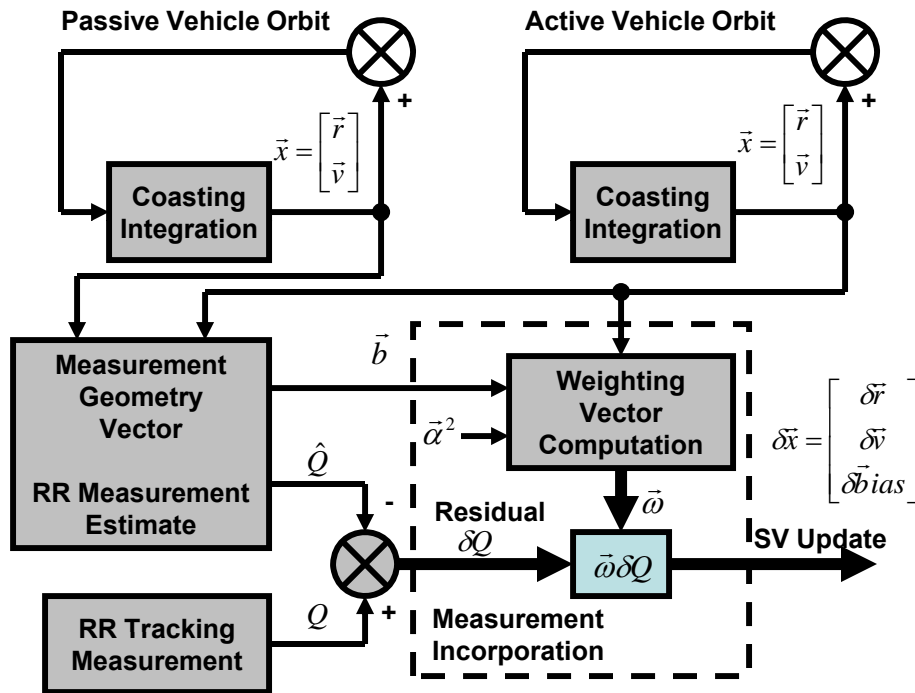 Passive Vehicle Orbit
Active Vehicle Orbit
+
+
x⃗ = [r⃗ v⃗]
x⃗ = [r⃗ v⃗]
Coasting
Integration
Coasting
Integration
Measurement
Geometry
Vector
RR Measurement
Estimate
b⃗
α⃗²
Weighting
Vector
Computation
δx⃗ = [δr⃗ δv⃗ δb⃗ias]
Q̂
-
ω⃗
Residual
δQ
ω⃗δQ
SV Update
+
Q
RR Tracking
Measurement
Measurement
Incorporation